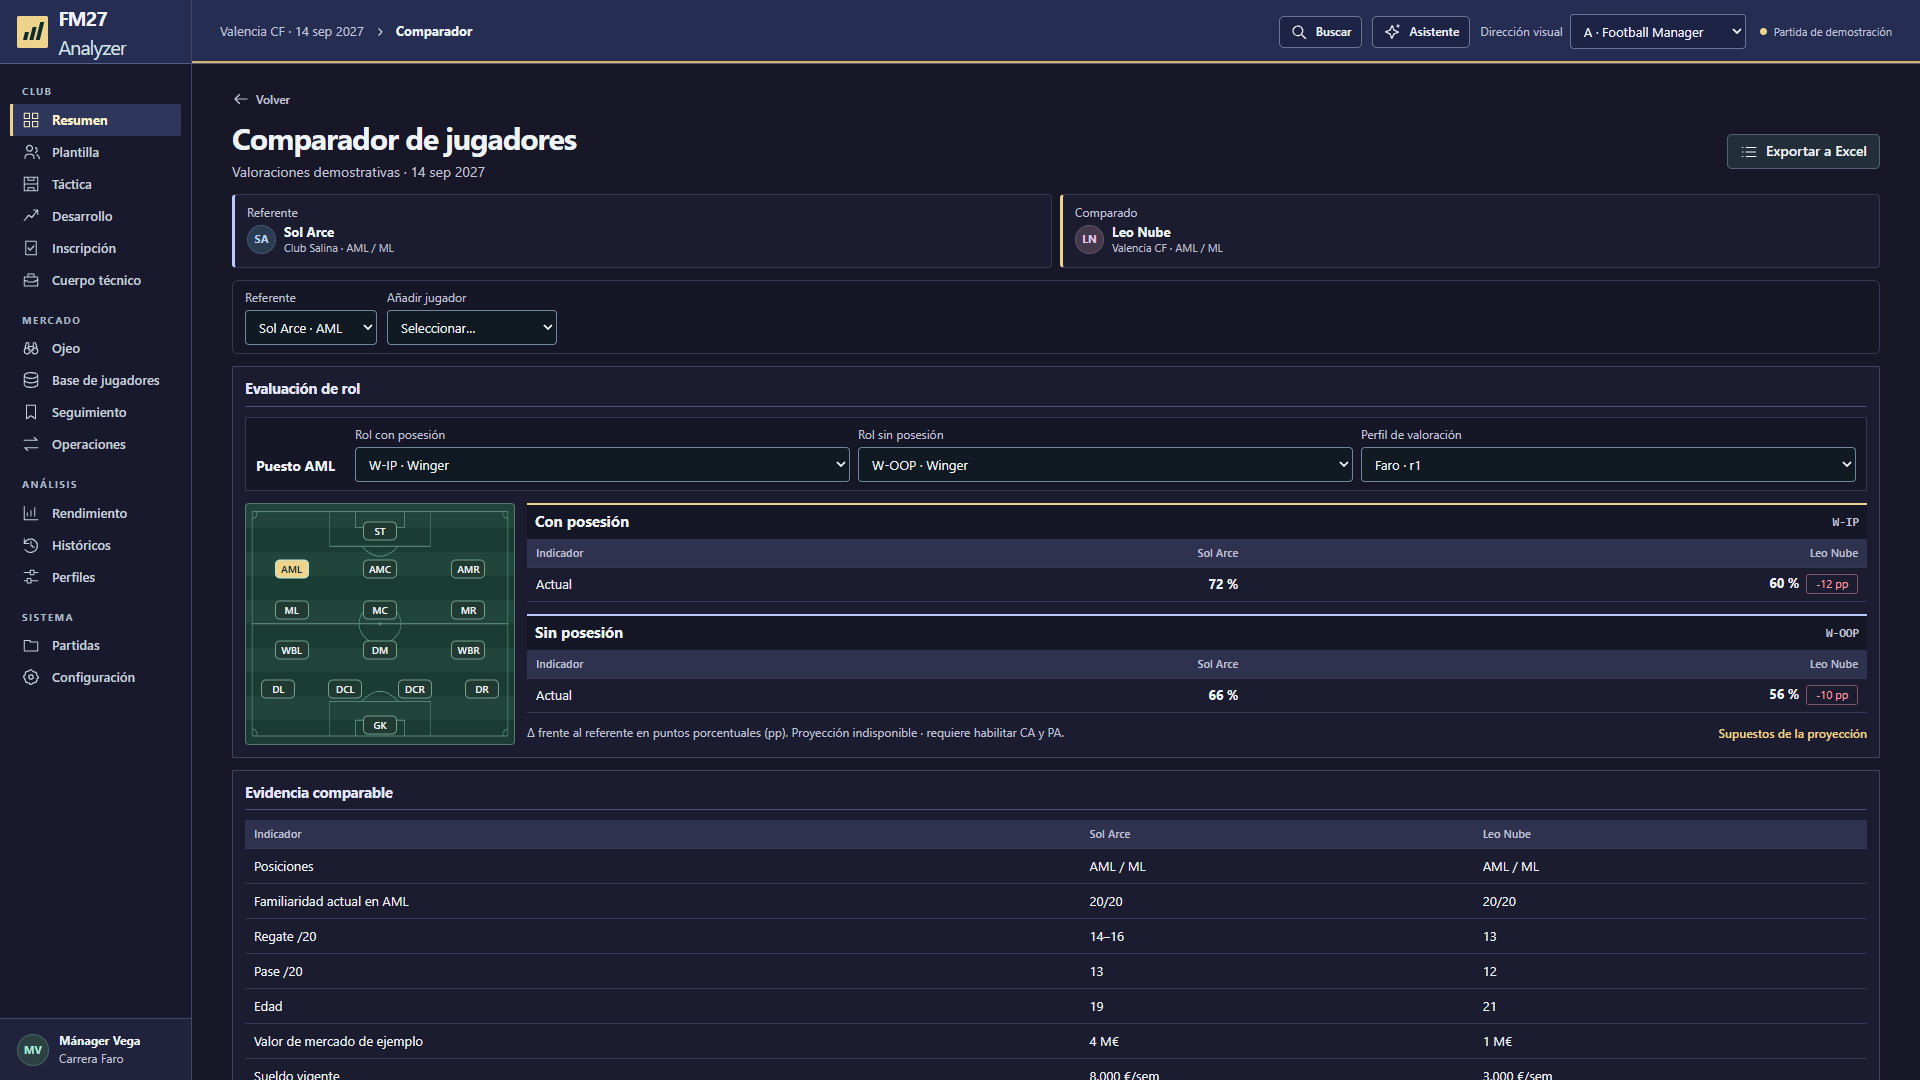 FM27
Analyzer
Valencia CF · 14 sep 2027 › Comparador
Buscar
Asistente
Dirección visual
A · Football Manager
Partida de demostración
CLUB
Resumen
Plantilla
Táctica
Desarrollo
Inscripción
Cuerpo técnico
MERCADO
Ojeo
Base de jugadores
Seguimiento
Operaciones
ANÁLISIS
Rendimiento
Históricos
Perfiles
SISTEMA
Partidas
Configuración
MV
Mánager Vega
Carrera Faro
Volver
Comparador de jugadores
Valoraciones demostrativas · 14 sep 2027
Exportar a Excel
Referente
SA
Sol Arce
Club Salina · AML / ML
Comparado
LN
Leo Nube
Valencia CF · AML / ML
Referente
Sol Arce · AML
Añadir jugador
Seleccionar...
Evaluación de rol
Puesto AML
Rol con posesión
W-IP · Winger
Rol sin posesión
W-OOP · Winger
Perfil de valoración
Faro · r1
ST
AML AMC AMR
ML MC MR
WBL DM WBR
DL DCL DCR DR
GK
Con posesión W-IP
Indicador Sol Arce Leo Nube
Actual 72 % 60 % -12 pp
Sin posesión W-OOP
Indicador Sol Arce Leo Nube
Actual 66 % 56 % -10 pp
Δ frente al referente en puntos porcentuales (pp). Proyección indisponible · requiere habilitar CA y PA.
Supuestos de la proyección
Evidencia comparable
Indicador Sol Arce Leo Nube
Posiciones AML / ML AML / ML
Familiaridad actual en AML 20/20 20/20
Regate /20 14–16 13
Pase /20 13 12
Edad 19 21
Valor de mercado de ejemplo 4 M€ 1 M€
Sueldo vigente 8.000 €/sem 3.000 €/sem